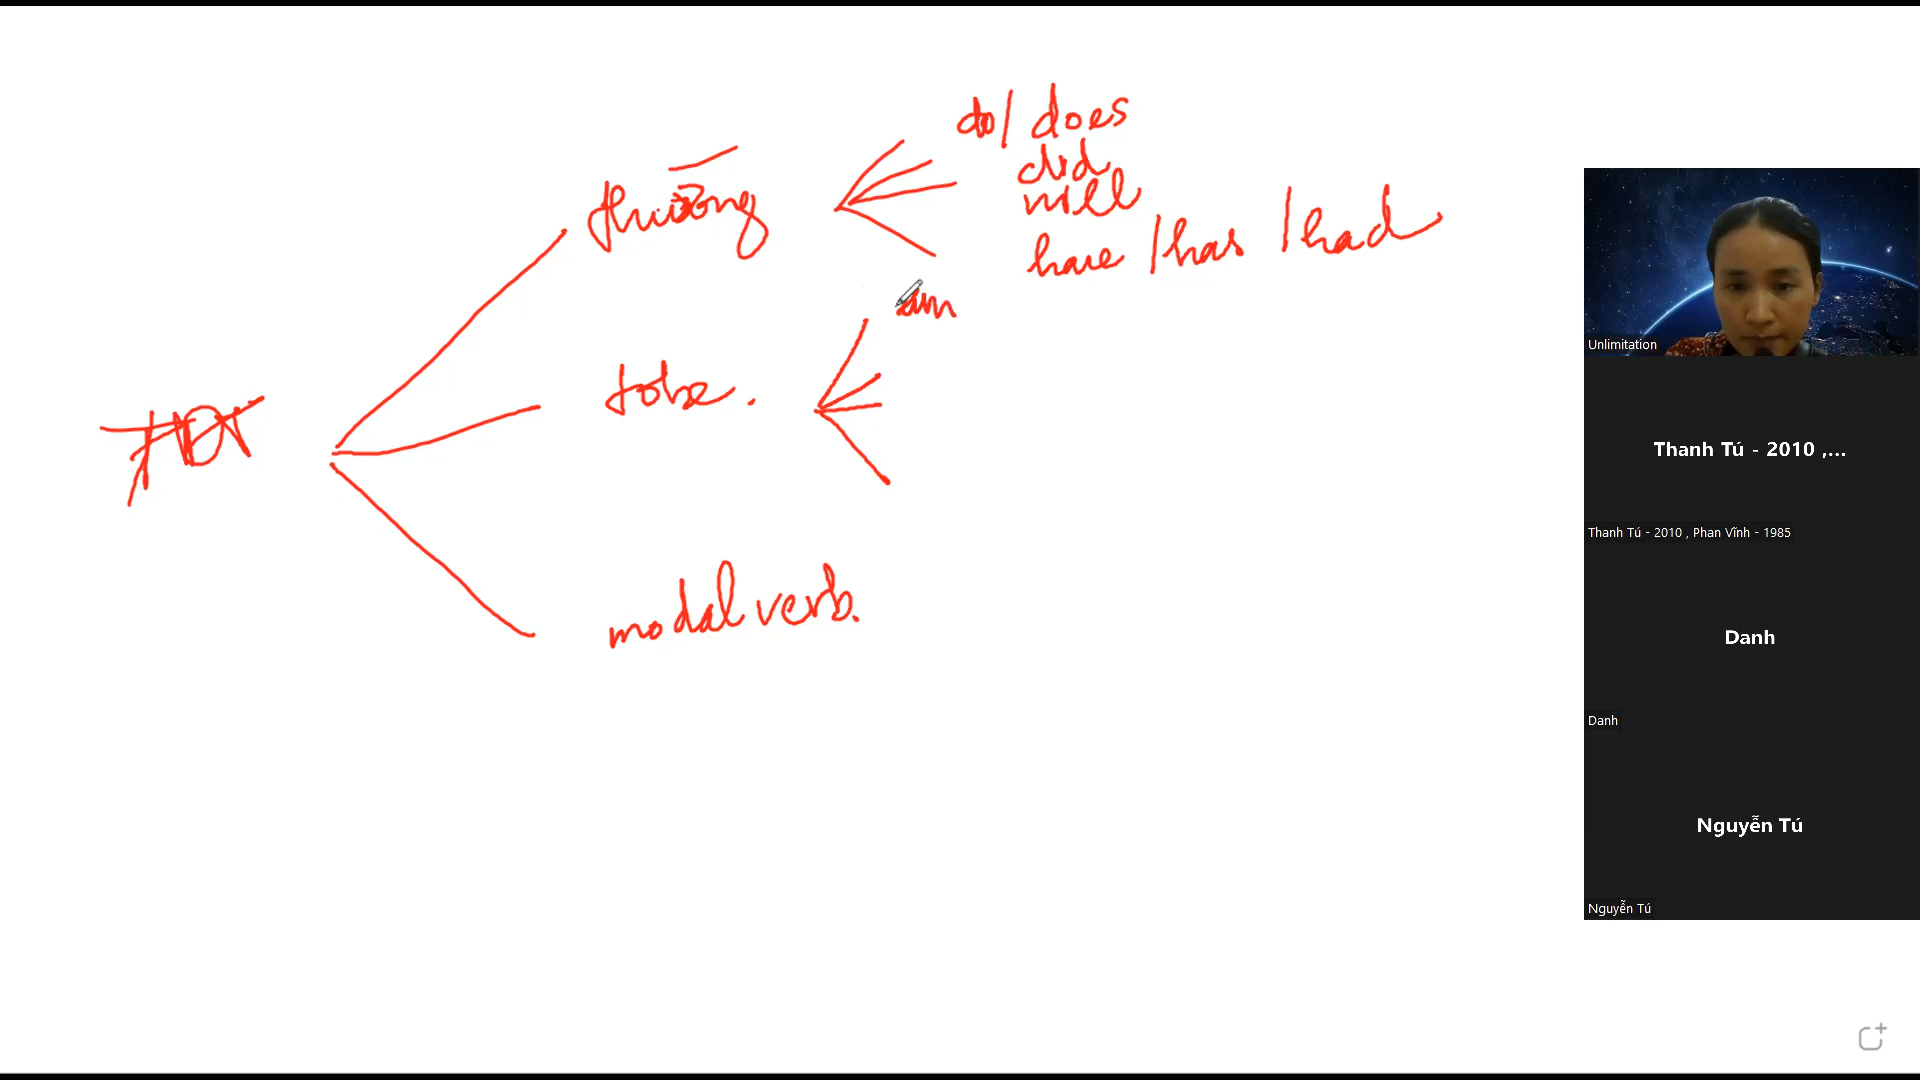 do / does
did
will
thường
have / has / had
am
tobe.
TĐT
modal verb.
Unlimitation
Thanh Tú - 2010 ,...
Thanh Tú - 2010 , Phan Vĩnh - 1985
Danh
Danh
Nguyễn Tú
Nguyễn Tú